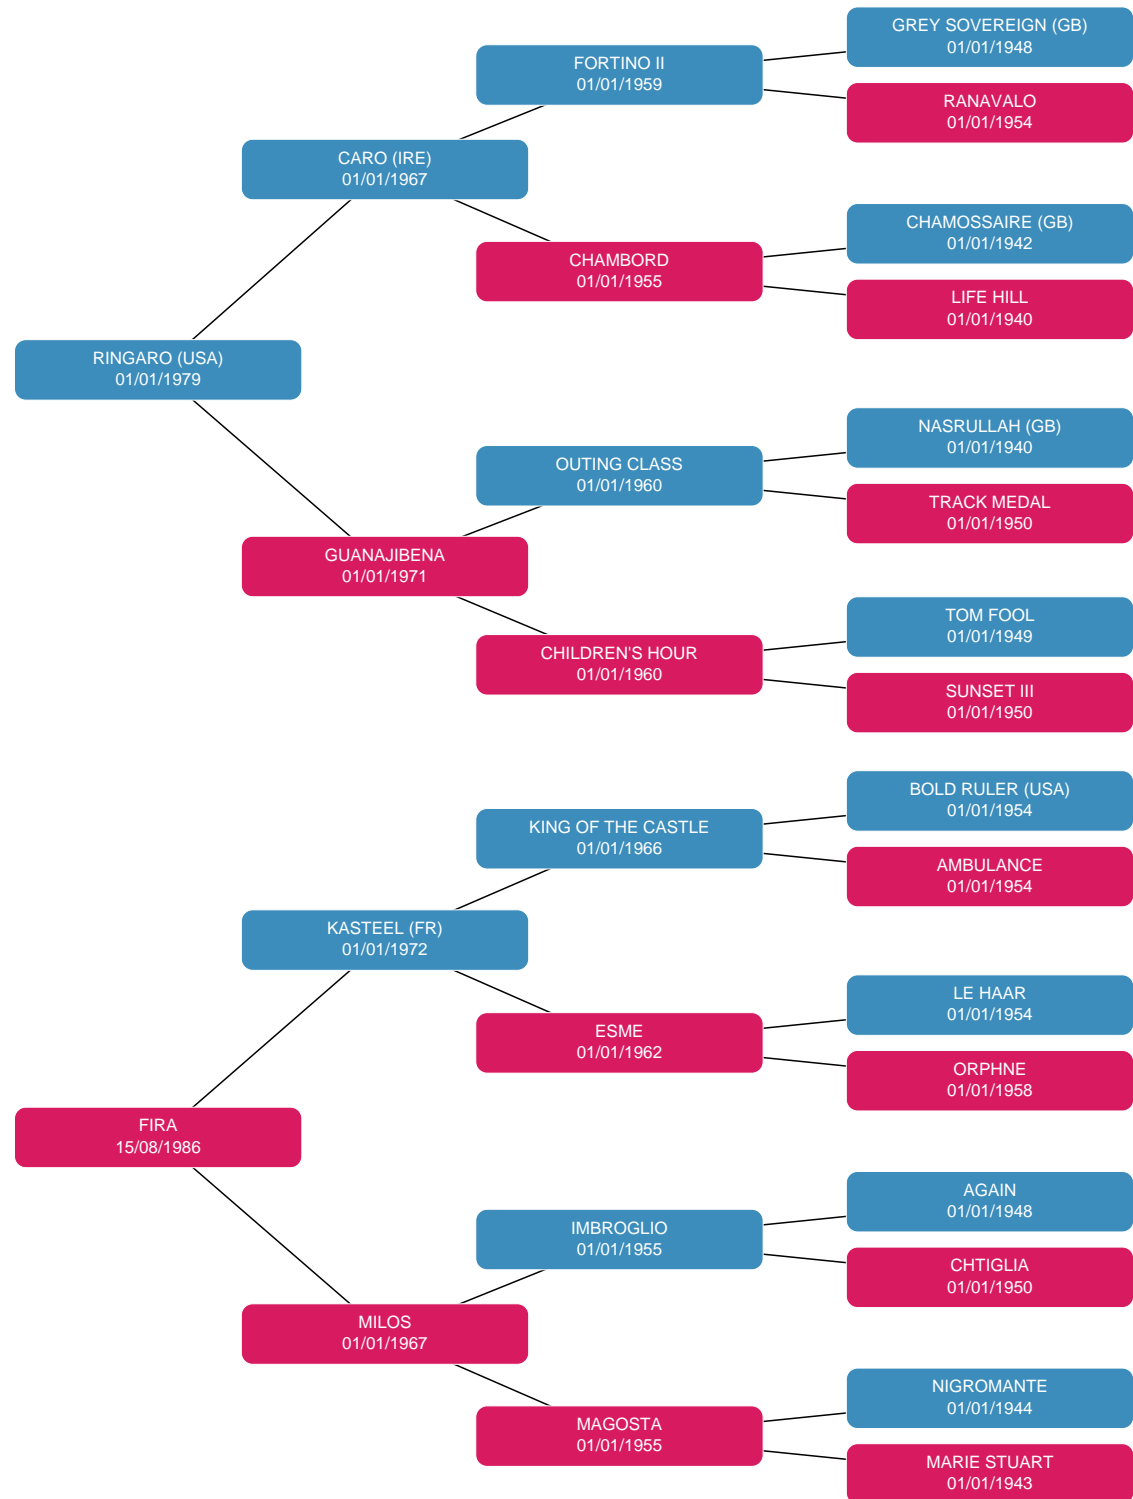 GREY SOVEREIGN (GB)
01/01/1948
FORTINO II
01/01/1959
RANAVALO
01/01/1954
CARO (IRE)
01/01/1967
CHAMOSSAIRE (GB)
01/01/1942
CHAMBORD
01/01/1955
LIFE HILL
01/01/1940
RINGARO (USA)
01/01/1979
NASRULLAH (GB)
01/01/1940
OUTING CLASS
01/01/1960
TRACK MEDAL
01/01/1950
GUANAJIBENA
01/01/1971
TOM FOOL
01/01/1949
CHILDREN'S HOUR
01/01/1960
SUNSET III
01/01/1950
BOLD RULER (USA)
01/01/1954
KING OF THE CASTLE
01/01/1966
AMBULANCE
01/01/1954
KASTEEL (FR)
01/01/1972
LE HAAR
01/01/1954
ESME
01/01/1962
ORPHNE
01/01/1958
FIRA
15/08/1986
AGAIN
01/01/1948
IMBROGLIO
01/01/1955
CHTIGLIA
01/01/1950
MILOS
01/01/1967
NIGROMANTE
01/01/1944
MAGOSTA
01/01/1955
MARIE STUART
01/01/1943